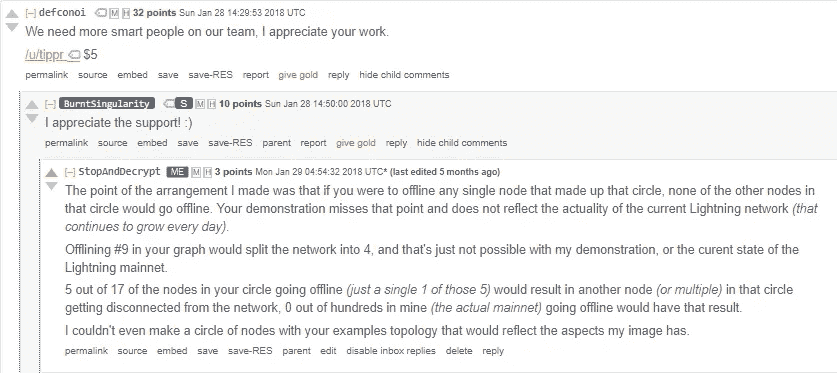 [–] defconoi M H 32 points Sun Jan 28 14:29:53 2018 UTC
We need more smart people on our team, I appreciate your work.
/u/tippr $5
permalink source embed save save-RES report give gold reply hide child comments
[–] BurntSingularity S M H 10 points Sun Jan 28 14:50:00 2018 UTC
I appreciate the support! :)
permalink source embed save save-RES parent report give gold reply hide child comments
[–] StopAndDecrypt ME M H 3 points Mon Jan 29 04:54:32 2018 UTC* (last edited 5 months ago)
The point of the arrangement I made was that if you were to offline any single node that made up that circle, none of the other nodes in
that circle would go offline. Your demonstration misses that point and does not reflect the actuality of the current Lightning network (that
continues to grow every day).
Offlining #9 in your graph would split the network into 4, and that's just not possible with my demonstration, or the curent state of the
Lightning mainnet.
5 out of 17 of the nodes in your circle going offline (just a single 1 of those 5) would result in another node (or multiple) in that circle
getting disconnected from the network, 0 out of hundreds in mine (the actual mainnet) going offline would have that result.
I couldn't even make a circle of nodes with your examples topology that would reflect the aspects my image has.
permalink source embed save save-RES parent edit disable inbox replies delete reply